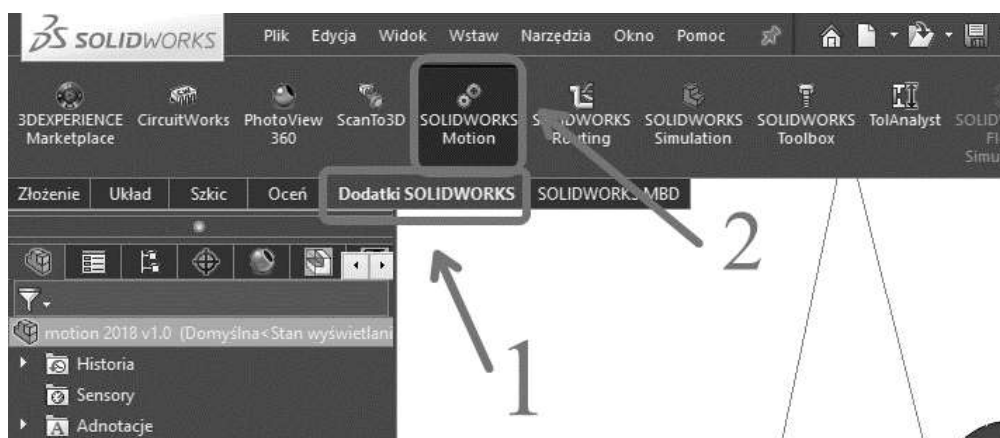 SOLIDWORKS Plik Edycja Widok Wstaw Narzędzia Okno Pomoc
3DEXPERIENCE Marketplace
CircuitWorks
PhotoView 360
ScanTo3D
SOLIDWORKS Motion
SOLIDWORKS Routing
SOLIDWORKS Simulation
SOLIDWORKS Toolbox
TolAnalyst
Złożenie Układ Szkic Oceń Dodatki SOLIDWORKS SOLIDWORKS MBD
2
motion 2018 v1.0 (Domyślna<Stan wyświetlani
Historia
1
Sensory
Adnotacje